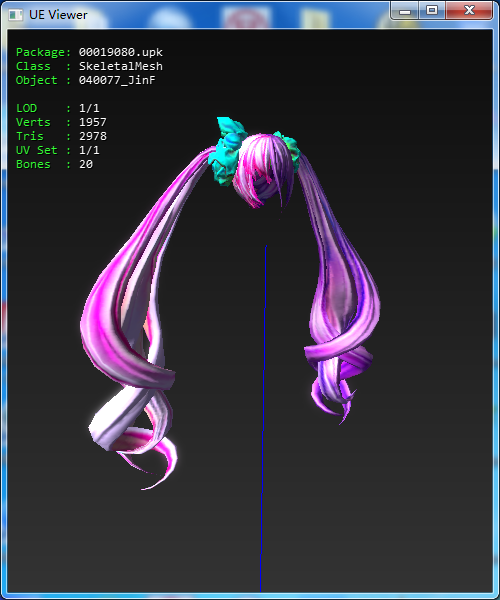 UE Viewer
Package: 00019080.upk
Class  : SkeletalMesh
Object : 040077_JinF
LOD    : 1/1
Verts  : 1957
Tris   : 2978
UV Set : 1/1
Bones  : 20